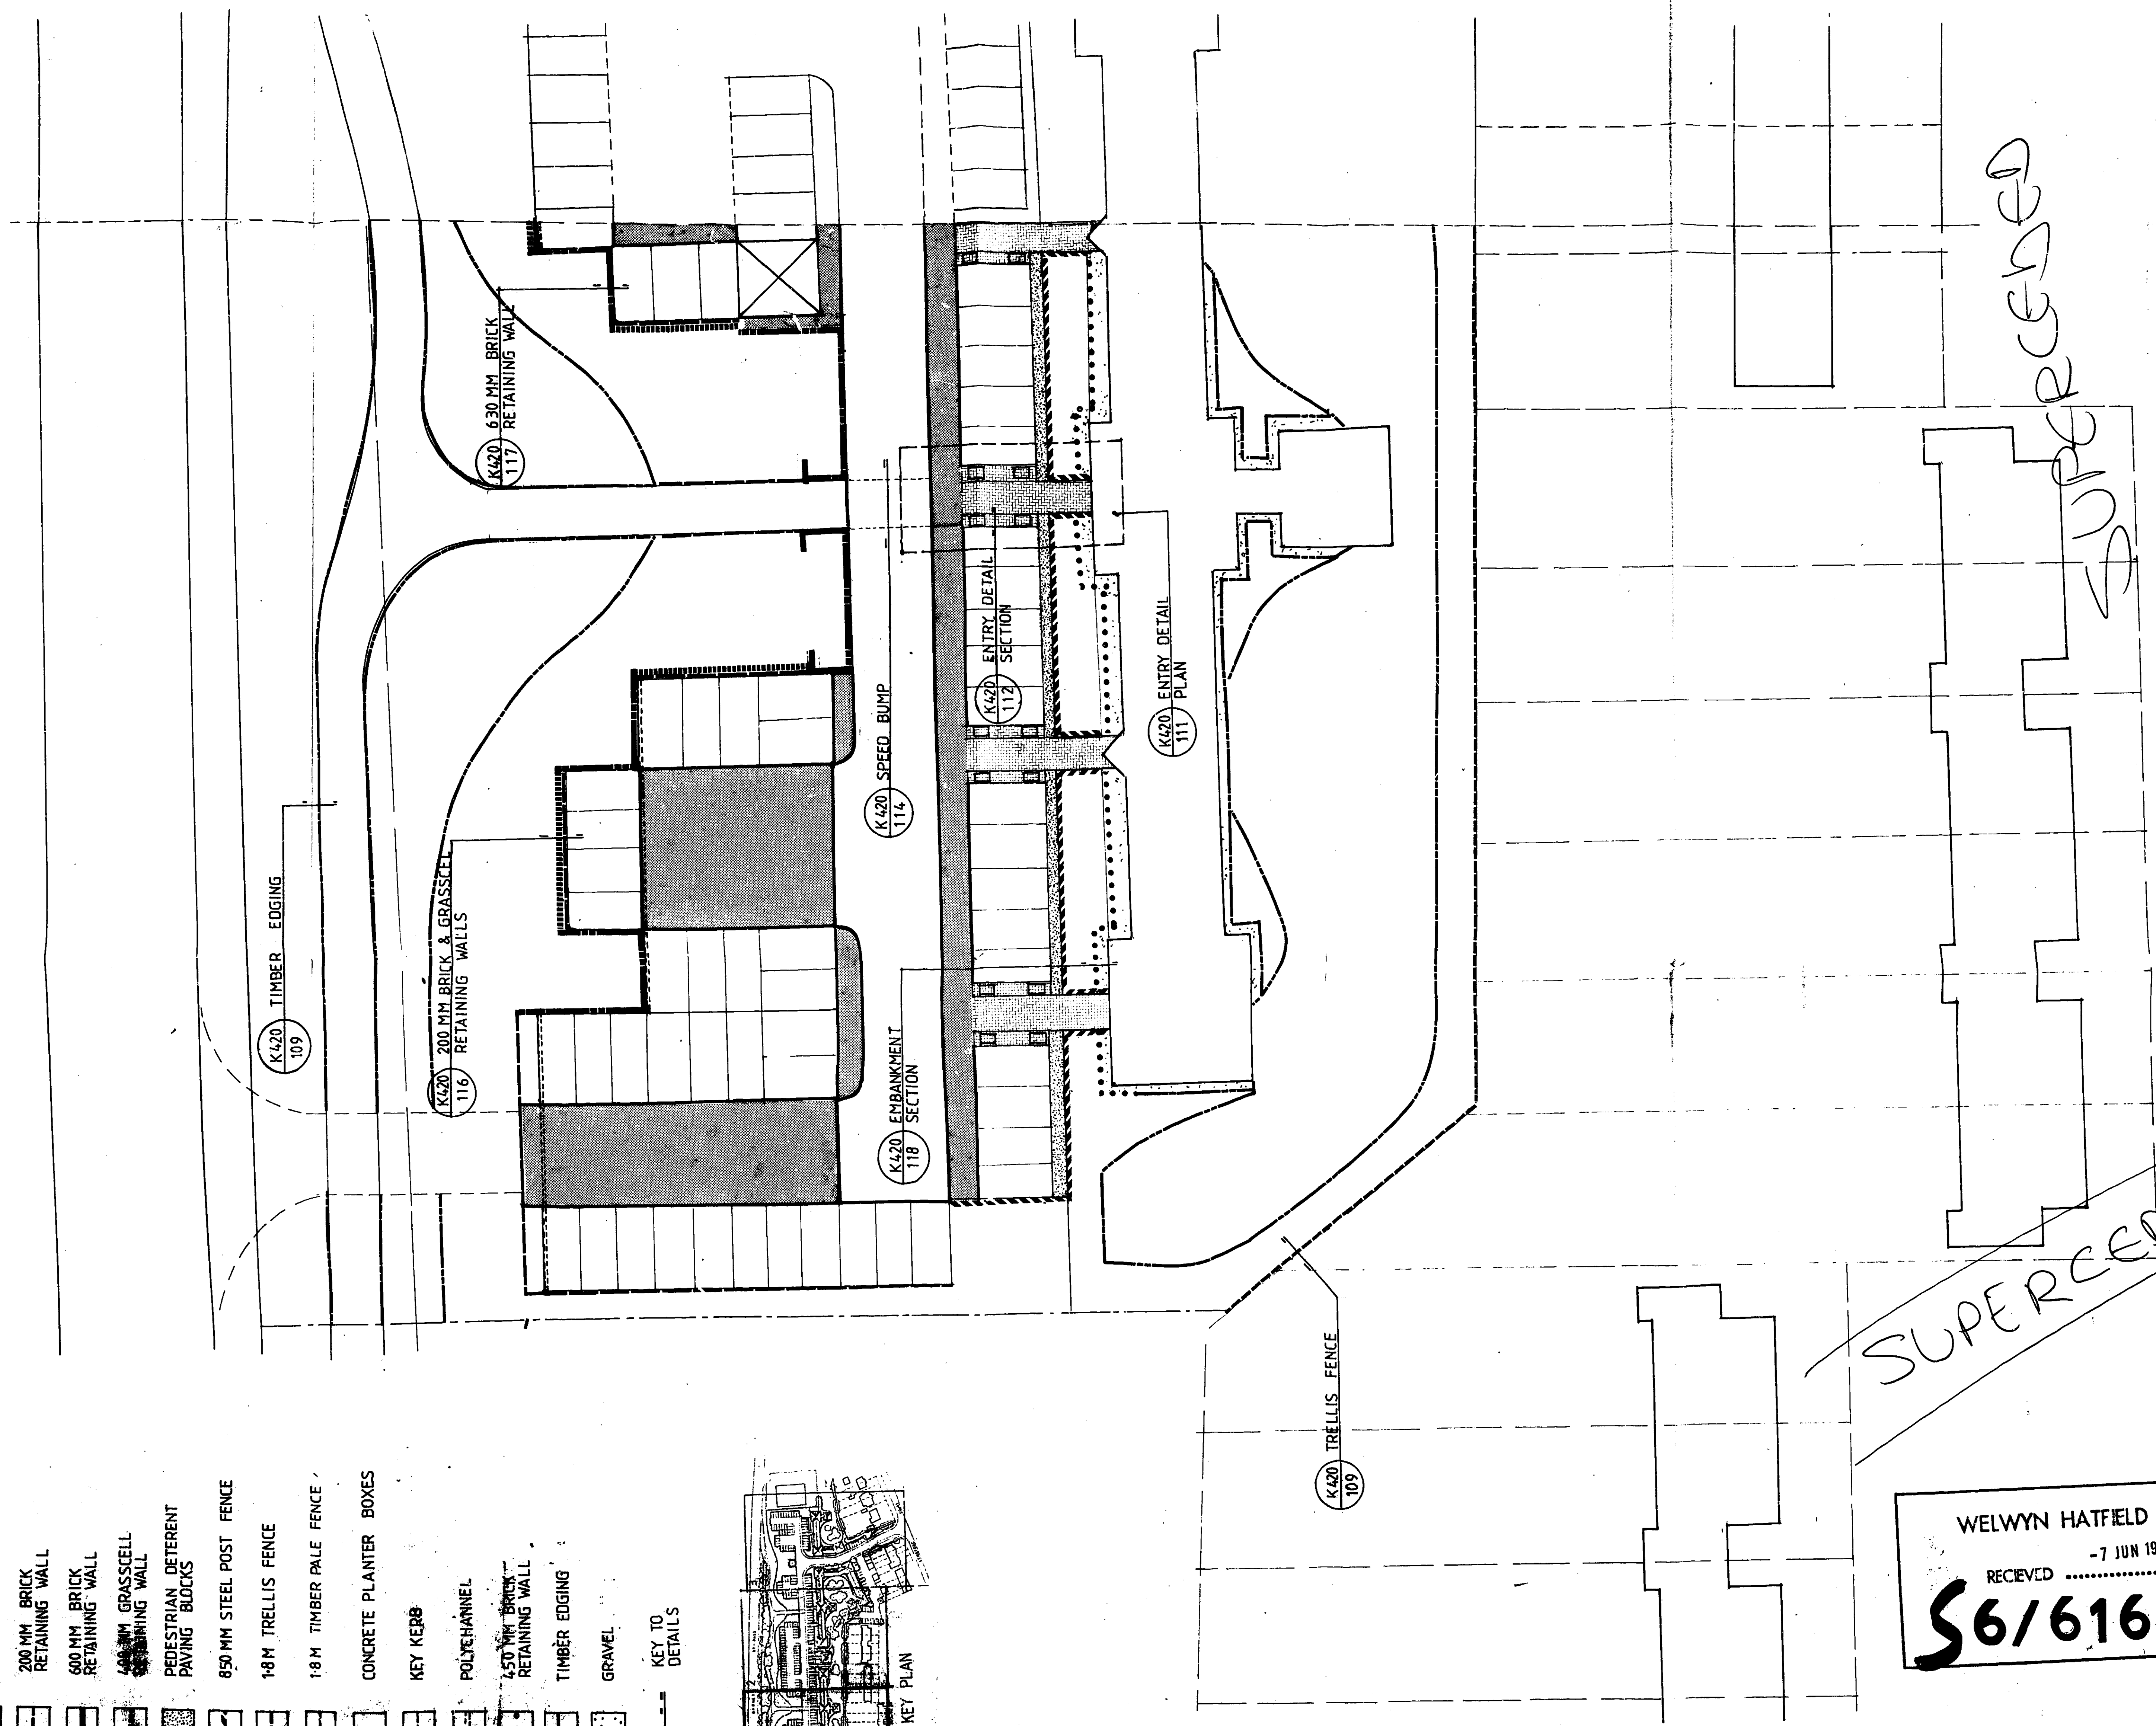 K420 630 MM BRICK
117 RETAINING WALL
K420 TIMBER EDGING
109
K420 200 MM BRICK & GRASSCEL
116 RETAINING WALLS
K420 SPEED BUMP
114
K420 ENTRY DETAIL
112 SECTION
K420 ENTRY DETAIL
111 PLAN
K420 EMBANKMENT
118 SECTION
K420 TRELLIS FENCE
109
SUPERCEDED
SUPERCE
200 MM BRICK
RETAINING WALL
600 MM BRICK
RETAINING WALL
400 MM GRASSCELL
RETAINING WALL
PEDESTRIAN DETERENT
PAVING BLOCKS
850 MM STEEL POST FENCE
1·8 M TRELLIS FENCE
1·8 M TIMBER PALE FENCE
CONCRETE PLANTER BOXES
KEY KERB
POLYCHANNEL
450 MM BRICK
RETAINING WALL
TIMBER EDGING
GRAVEL
KEY TO
DETAILS
KEY PLAN
WELWYN HATFIELD
-7 JUN 19
RECIEVED
S6/616